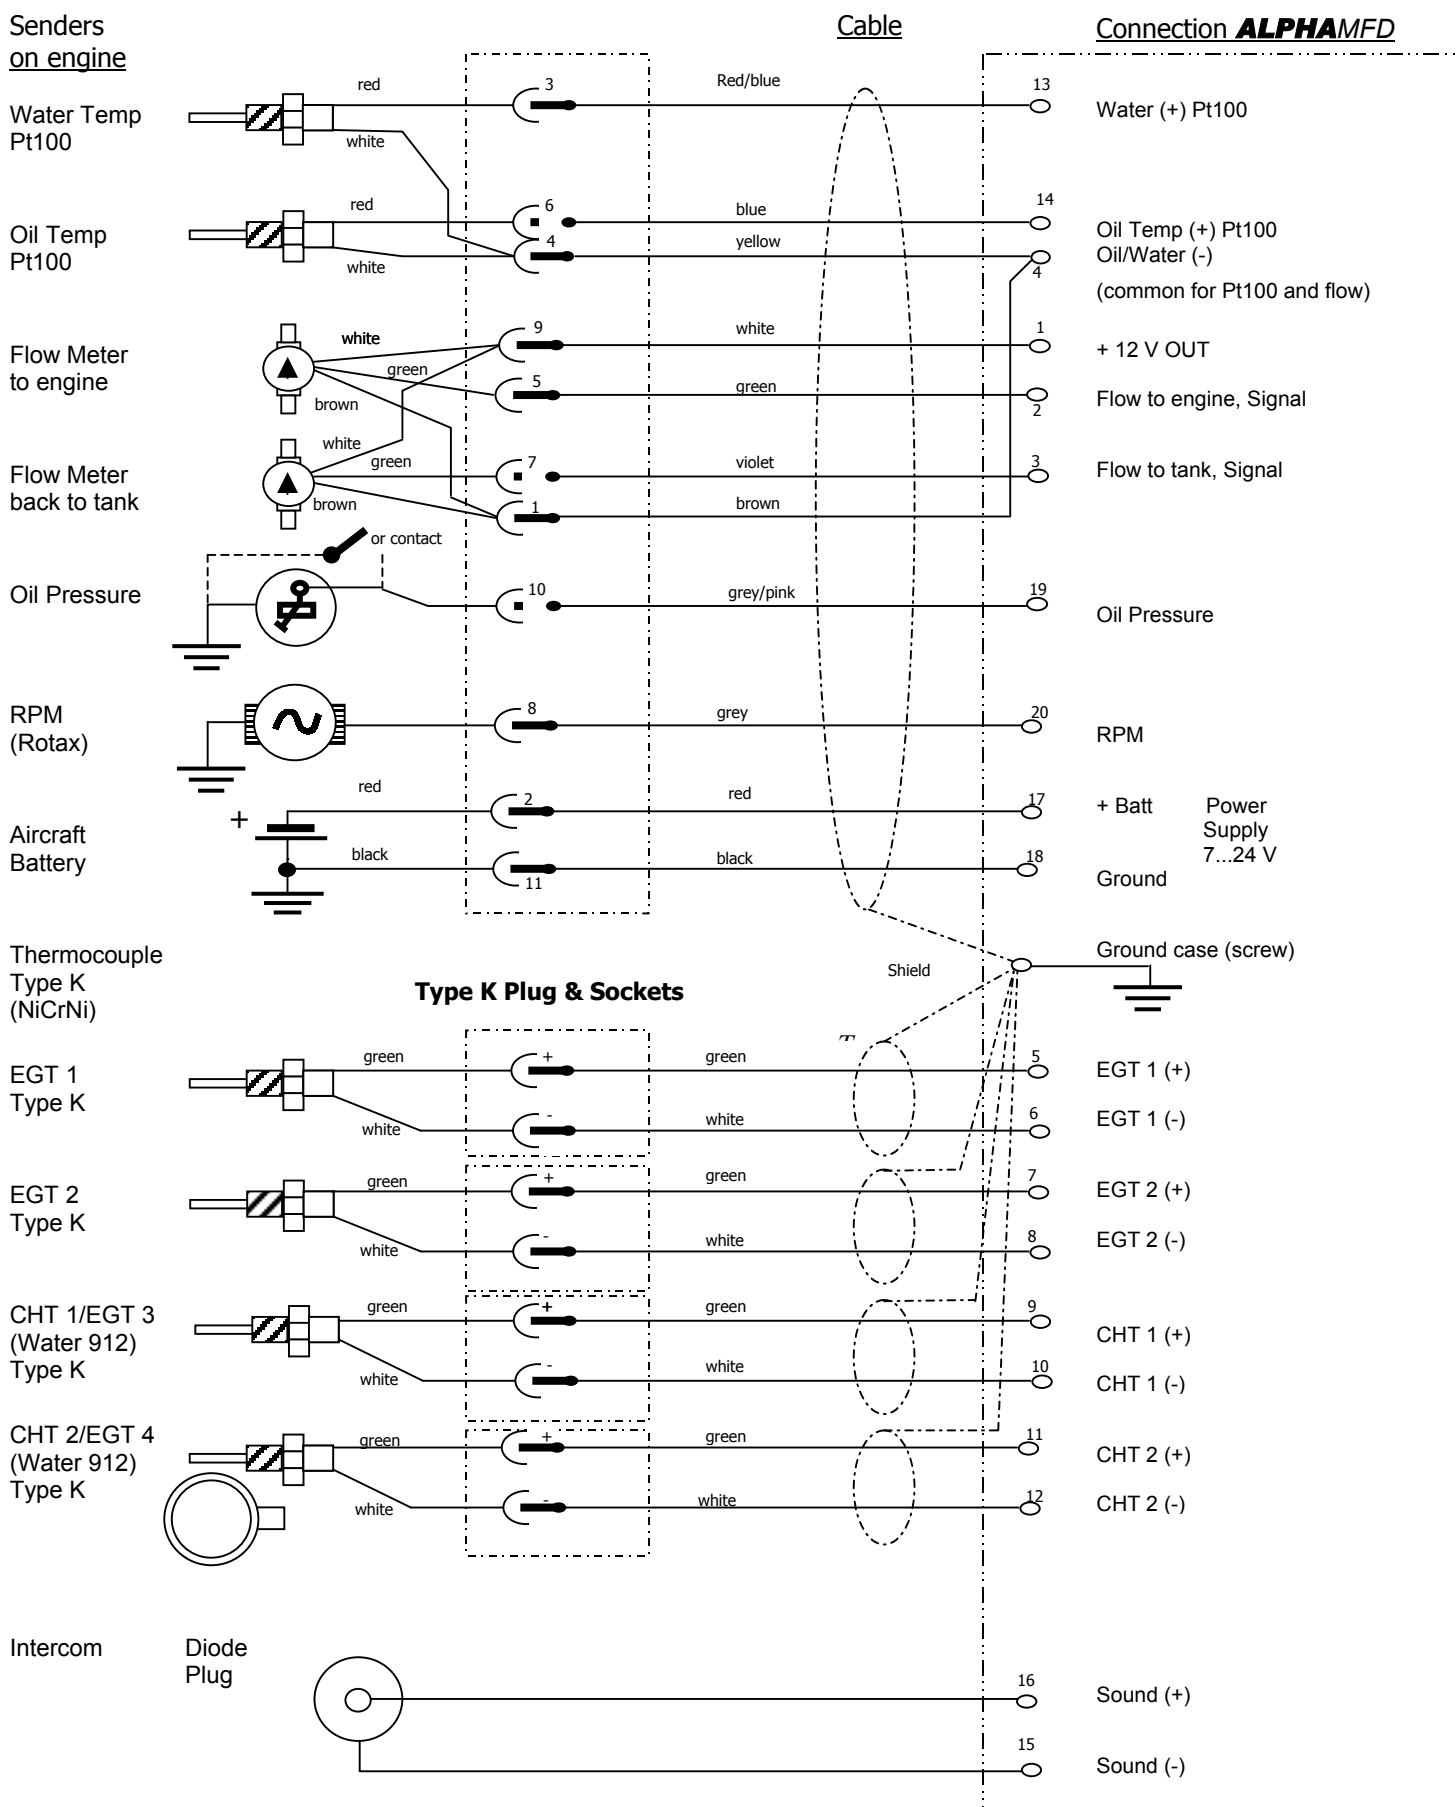 Senders
on engine
Cable
Connection ALPHAMFD
red
3
Red/blue
13
Water Temp
Pt100
white
Water (+) Pt100
red
6
blue
14
Oil Temp
Pt100
4
yellow
white
4
Oil Temp (+) Pt100
Oil/Water (-)
(common for Pt100 and flow)
Flow Meter
to engine
white
9
white
1
+ 12 V OUT
green
5
green
2
Flow to engine, Signal
brown
white
Flow Meter
back to tank
green
7
violet
3
Flow to tank, Signal
brown
1
brown
or contact
Oil Pressure
10
grey/pink
19
Oil Pressure
RPM
(Rotax)
8
grey
20
RPM
red
2
red
17
+ Batt
Power
Supply
7...24 V
+
Aircraft
Battery
black
11
black
18
Ground
Thermocouple
Type K
(NiCrNi)
Type K Plug & Sockets
Shield
Ground case (screw)
EGT 1
Type K
green
+
green
5
EGT 1 (+)
white
-
white
6
EGT 1 (-)
EGT 2
Type K
green
+
green
7
EGT 2 (+)
white
-
white
8
EGT 2 (-)
CHT 1/EGT 3
(Water 912)
Type K
green
+
green
9
CHT 1 (+)
white
-
white
10
CHT 1 (-)
CHT 2/EGT 4
(Water 912)
Type K
green
+
green
11
CHT 2 (+)
white
-
white
12
CHT 2 (-)
Intercom
Diode
Plug
16
Sound (+)
15
Sound (-)